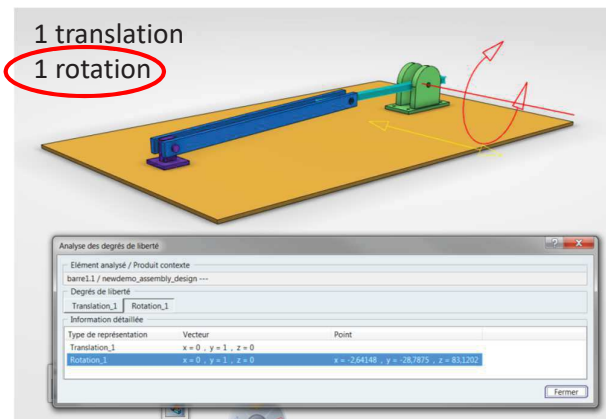 1 translation
1 rotation
Analyse des degrés de liberté
Elément analysé / Produit contexte
barre1.1 / newdemo_assembly_design ---
Degrés de liberté
Translation_1 Rotation_1
Information détaillée
Type de représentation Vecteur Point
Translation_1 x = 0 , y = 1 , z = 0
Rotation_1 x = 0 , y = 1 , z = 0 x = -2,64148 , y = -28,7875 , z = 83,1202
Fermer